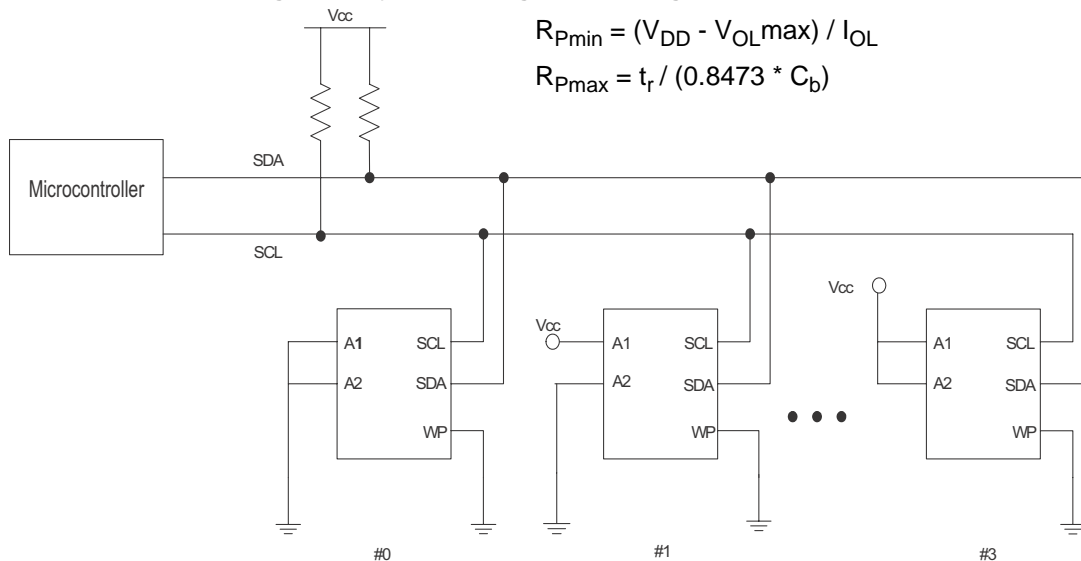 Vcc
R_Pmin = (V_DD - V_OLmax) / I_OL
R_Pmax = t_r / (0.8473 * C_b)
SDA
Microcontroller
SCL
Vcc
Vcc
A1
SCL
A2
SDA
WP
A1
SCL
A2
SDA
WP
A1
SCL
A2
SDA
WP
#0
#1
#3